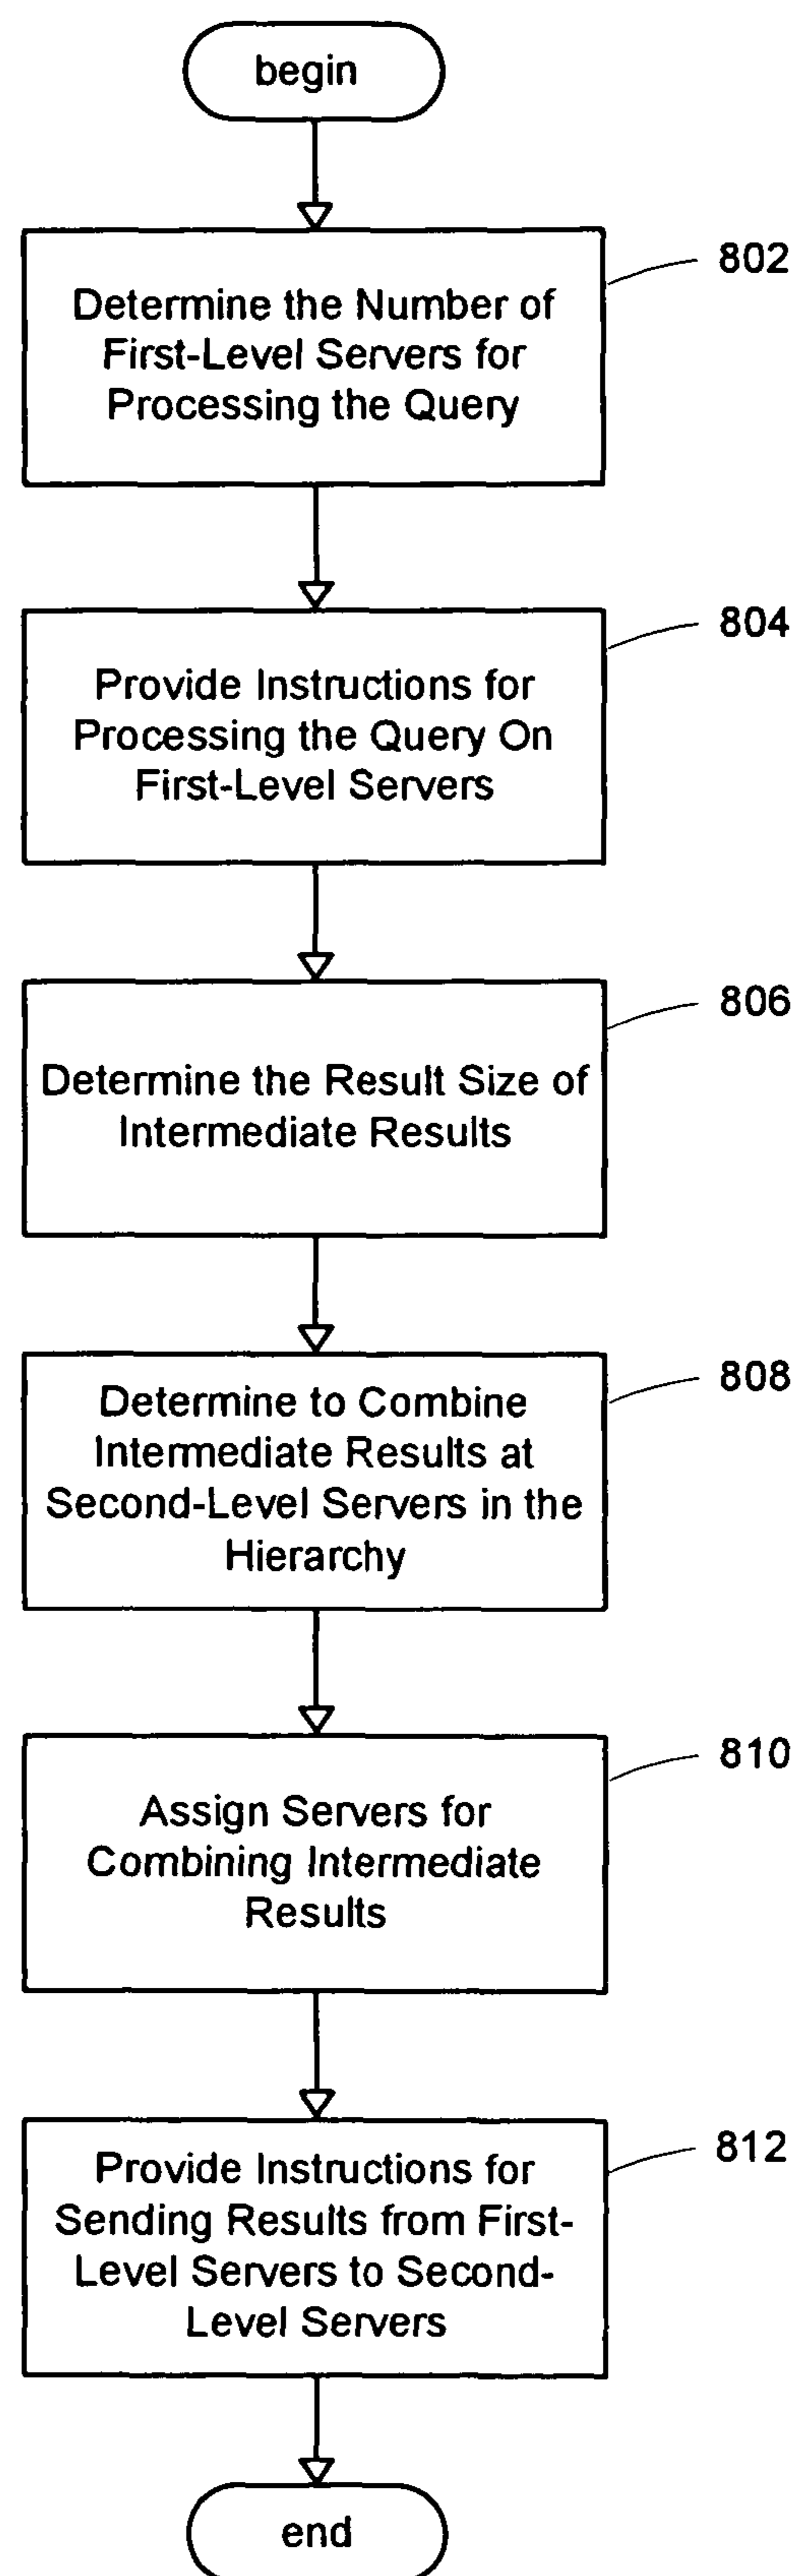 begin
802
Determine the Number of
First-Level Servers for
Processing the Query
804
Provide Instructions for
Processing the Query On
First-Level Servers
806
Determine the Result Size of
Intermediate Results
808
Determine to Combine
Intermediate Results at
Second-Level Servers in the
Hierarchy
810
Assign Servers for
Combining Intermediate
Results
812
Provide Instructions for
Sending Results from First-
Level Servers to Second-
Level Servers
end